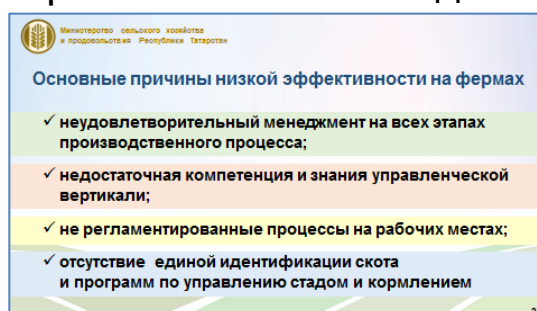 Министерство сельского хозяйства
и продовольствия Республики Татарстан
Основные причины низкой эффективности на фермах
✓ неудовлетворительный менеджмент на всех этапах
производственного процесса;
✓ недостаточная компетенция и знания управленческой
вертикали;
✓ не регламентированные процессы на рабочих местах;
✓ отсутствие единой идентификации скота
и программ по управлению стадом и кормлением